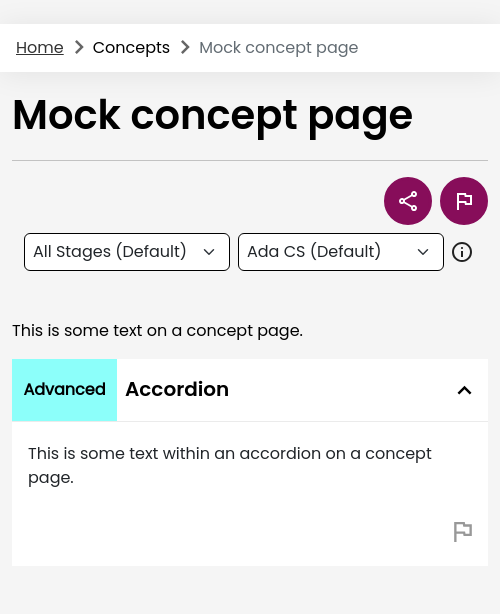 Home Concepts Mock concept page
Mock concept page
All Stages (Default) Ada CS (Default)
This is some text on a concept page.
Advanced Accordion
This is some text within an accordion on a concept
page.